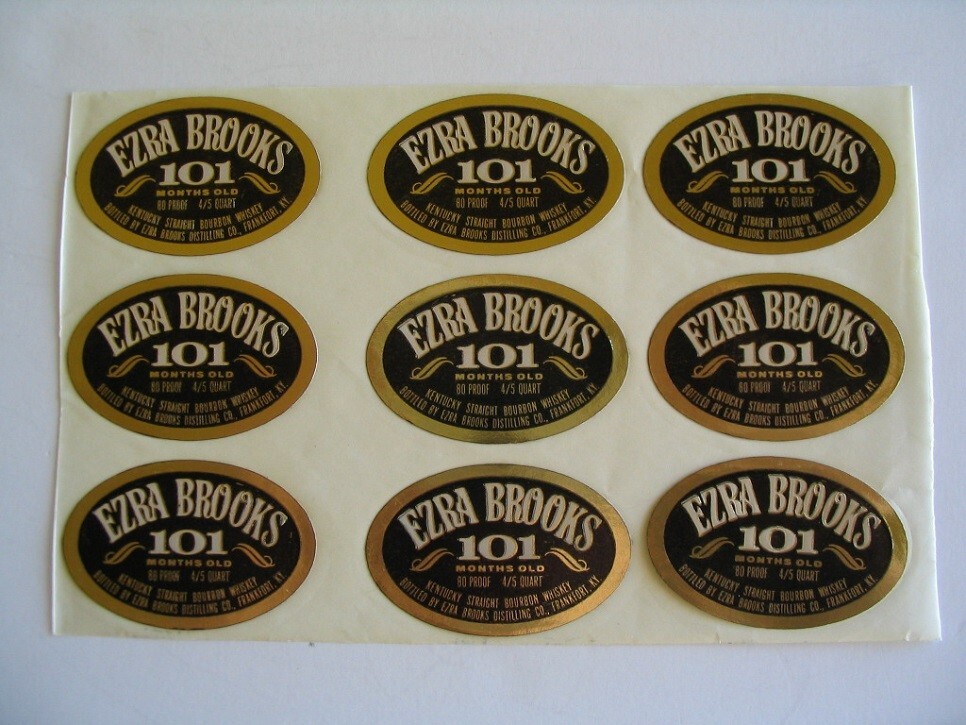 EZRA BROOKS
101
MONTHS OLD
80 PROOF 4/5 QUART
KENTUCKY STRAIGHT BOURBON WHISKEY
BOTTLED BY EZRA BROOKS DISTILLING CO., FRANKFORT, KY.
EZRA BROOKS
101
MONTHS OLD
80 PROOF 4/5 QUART
KENTUCKY STRAIGHT BOURBON WHISKEY
BOTTLED BY EZRA BROOKS DISTILLING CO., FRANKFORT, KY.
EZRA BROOKS
101
MONTHS OLD
80 PROOF 4/5 QUART
KENTUCKY STRAIGHT BOURBON WHISKEY
BOTTLED BY EZRA BROOKS DISTILLING CO., FRANKFORT, KY.
EZRA BROOKS
101
MONTHS OLD
80 PROOF 4/5 QUART
KENTUCKY STRAIGHT BOURBON WHISKEY
BOTTLED BY EZRA BROOKS DISTILLING CO., FRANKFORT, KY.
EZRA BROOKS
101
MONTHS OLD
80 PROOF 4/5 QUART
KENTUCKY STRAIGHT BOURBON WHISKEY
BOTTLED BY EZRA BROOKS DISTILLING CO., FRANKFORT, KY.
EZRA BROOKS
101
MONTHS OLD
80 PROOF 4/5 QUART
KENTUCKY STRAIGHT BOURBON WHISKEY
BOTTLED BY EZRA BROOKS DISTILLING CO., FRANKFORT, KY.
EZRA BROOKS
101
MONTHS OLD
80 PROOF 4/5 QUART
KENTUCKY STRAIGHT BOURBON WHISKEY
BOTTLED BY EZRA BROOKS DISTILLING CO., FRANKFORT, KY.
EZRA BROOKS
101
MONTHS OLD
80 PROOF 4/5 QUART
KENTUCKY STRAIGHT BOURBON WHISKEY
BOTTLED BY EZRA BROOKS DISTILLING CO., FRANKFORT, KY.
EZRA BROOKS
101
MONTHS OLD
80 PROOF 4/5 QUART
KENTUCKY STRAIGHT BOURBON WHISKEY
BOTTLED BY EZRA BROOKS DISTILLING CO., FRANKFORT, KY.